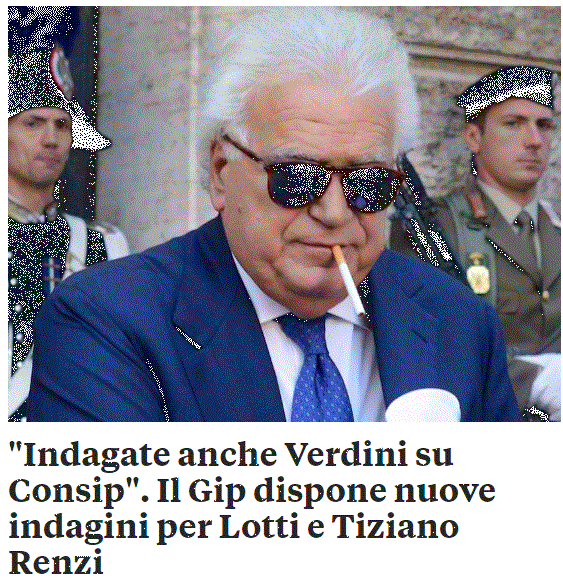 "Indagate anche Verdini su
Consip". Il Gip dispone nuove
indagini per Lotti e Tiziano
Renzi